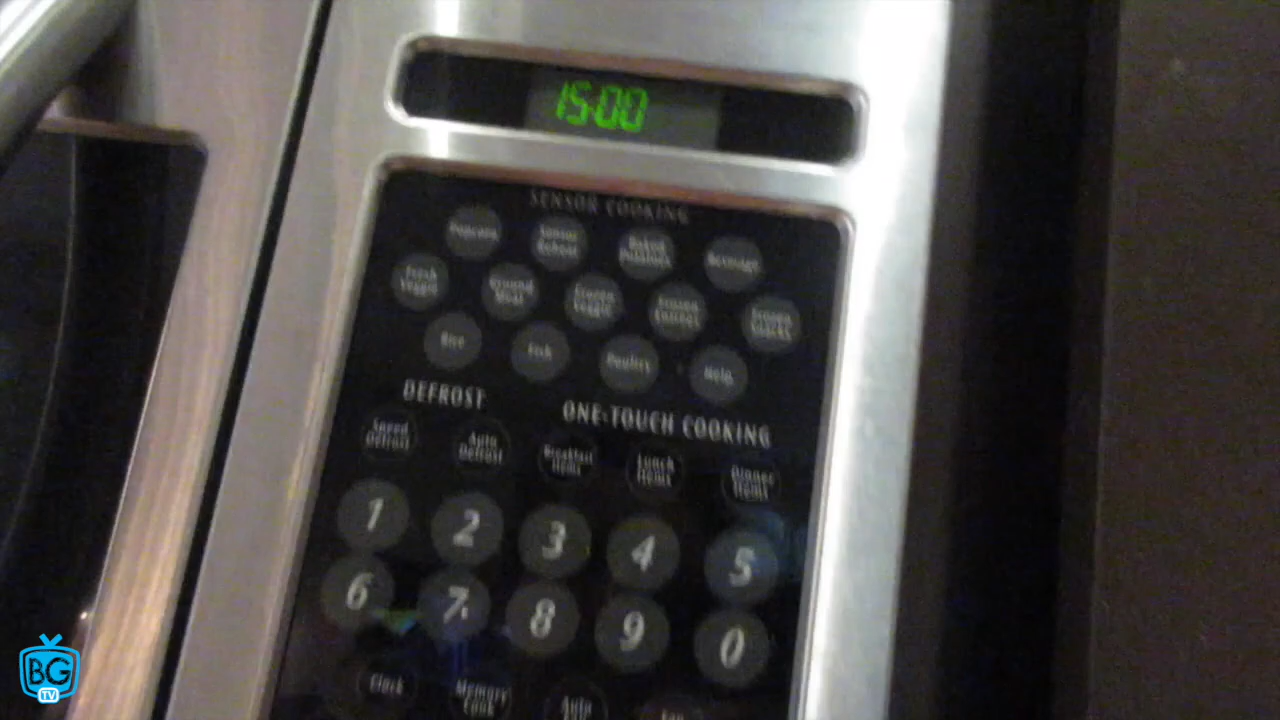 15:00
SENSOR COOKING
Popcorn
Sensor
Reheat
Baked
Potatoes
Beverage
Fresh
Veggie
Ground
Meat
Frozen
Veggie
Frozen
Entrees
Frozen
Snacks
Rice
Fish
Poultry
Help
DEFROST
ONE-TOUCH COOKING
Speed
Defrost
Auto
Defrost
Breakfast
Items
Lunch
Items
Dinner
Items
1 2 3 4 5
6 7 8 9 0
Clock
Memory
Cook
Auto
BG
TV